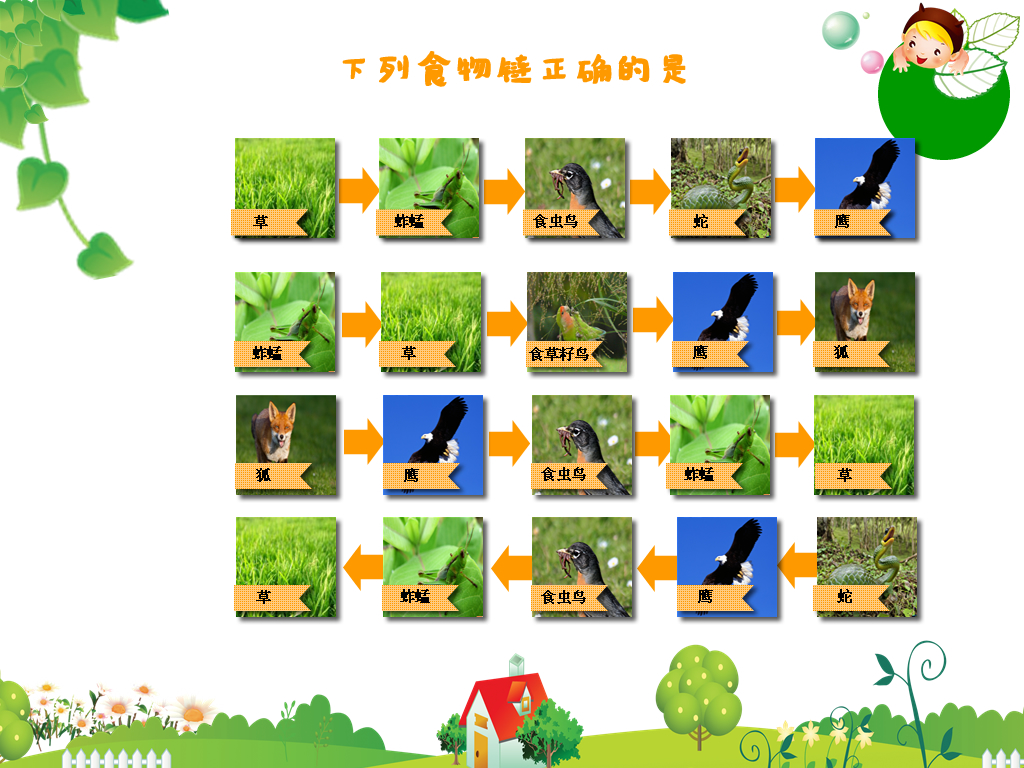 下列食物链正确的是
草 蚱蜢 食虫鸟 蛇 鹰
蚱蜢 草 食草籽鸟 鹰 狐
狐 鹰 食虫鸟 蚱蜢 草
草 蚱蜢 食虫鸟 鹰 蛇